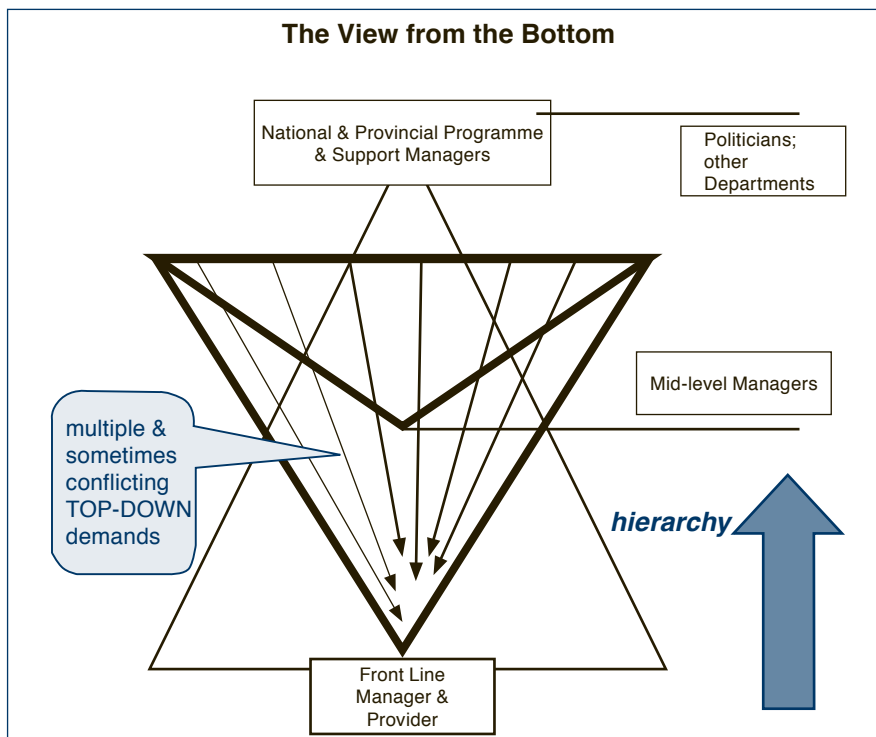 The View from the Bottom
National & Provincial Programme
& Support Managers
Politicians;
other
Departments
Mid-level Managers
multiple &
sometimes
conflicting
TOP-DOWN
demands
hierarchy
Front Line
Manager &
Provider